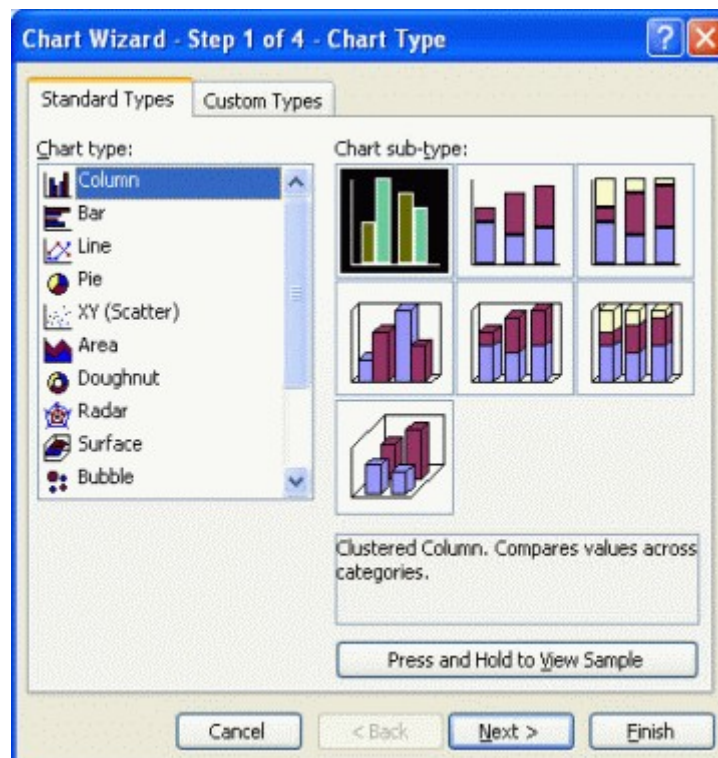 Chart Wizard - Step 1 of 4 - Chart Type
Standard Types
Custom Types
Chart type:
Column
Bar
Line
Pie
XY (Scatter)
Area
Doughnut
Radar
Surface
Bubble
Chart sub-type:
Clustered Column. Compares values across
categories.
Press and Hold to View Sample
Cancel
< Back
Next >
Finish